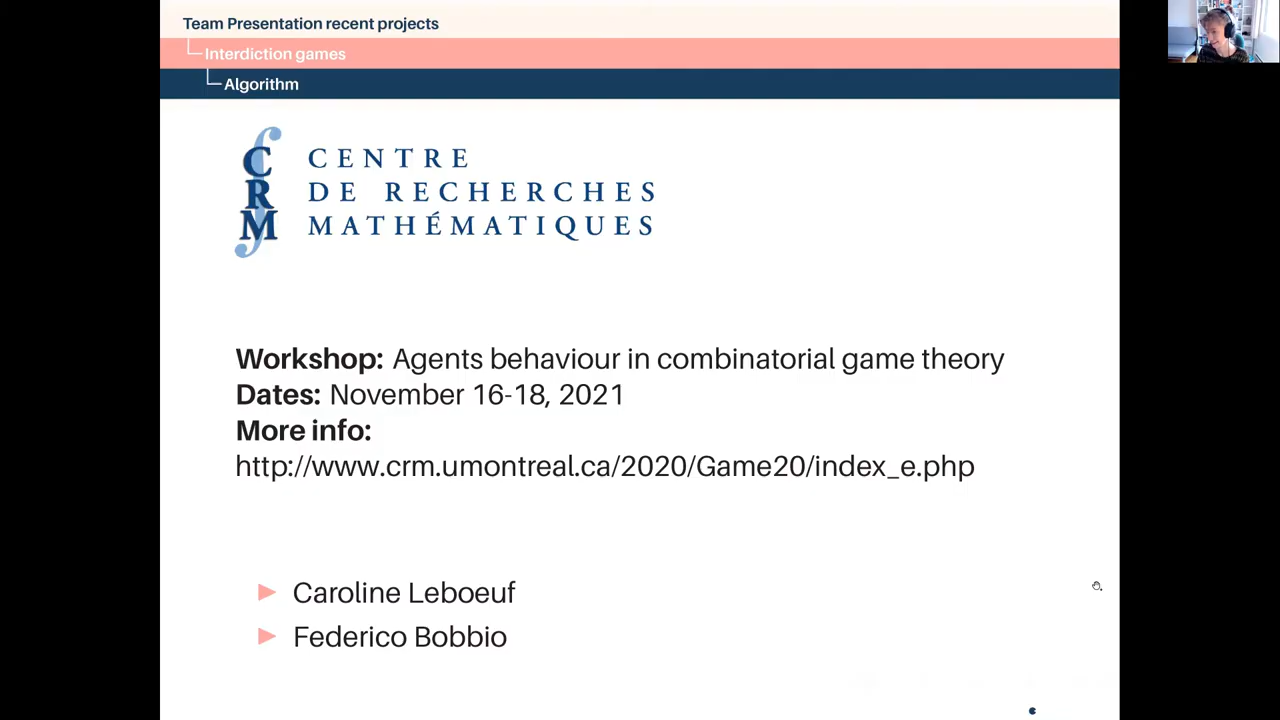 Team Presentation recent projects
Interdiction games
Algorithm
CRM
CENTRE
DE RECHERCHES
MATHÉMATIQUES
Workshop: Agents behaviour in combinatorial game theory
Dates: November 16-18, 2021
More info:
http://www.crm.umontreal.ca/2020/Game20/index_e.php
Caroline Leboeuf
Federico Bobbio